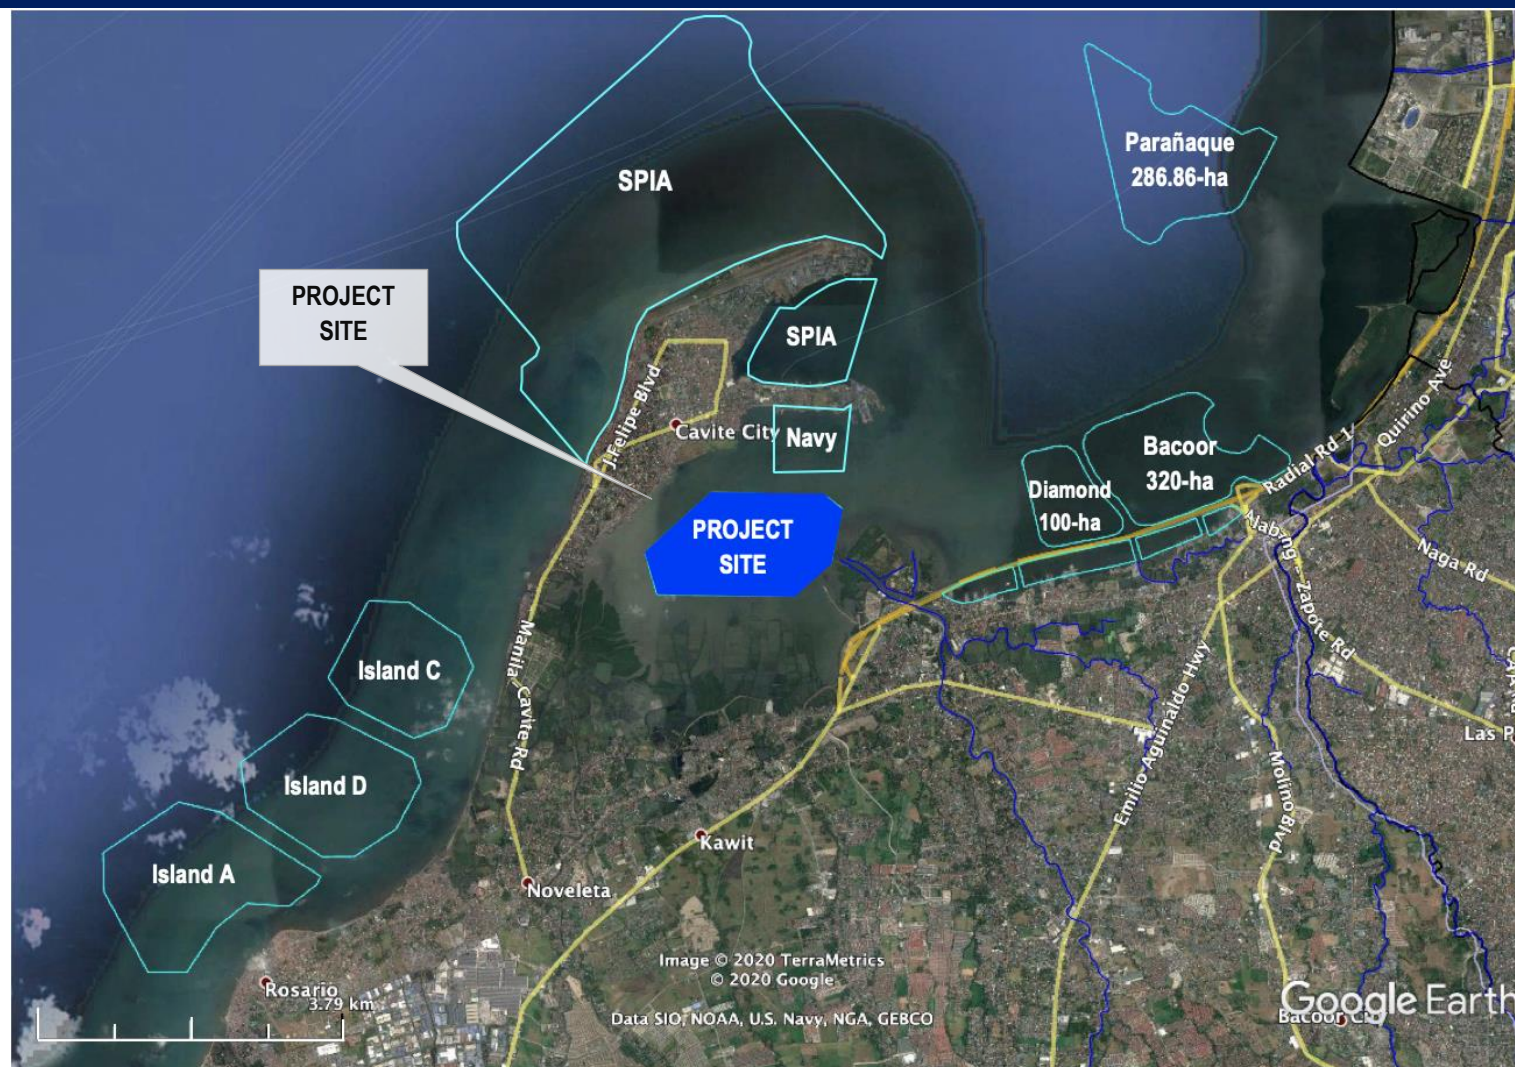 SPIA
Parañaque
286.86-ha
PROJECT
SITE
SPIA
J.Felipe Blvd
Cavite City
Navy
Quirino Ave
Radial Rd 1
Bacoor
320-ha
Diamond
100-ha
PROJECT
SITE
Zapote Rd
Naga Rd
Manila
Cavite Rd
Island C
Emilio Aguinaldo Hwy
Las P
Island D
Molino Blvd
Kawit
Island A
Noveleta
Image © 2020 TerraMetrics
© 2020 Google
Rosario
3.79 km
Data SIO, NOAA, U.S. Navy, NGA, GEBCO
Google Earth